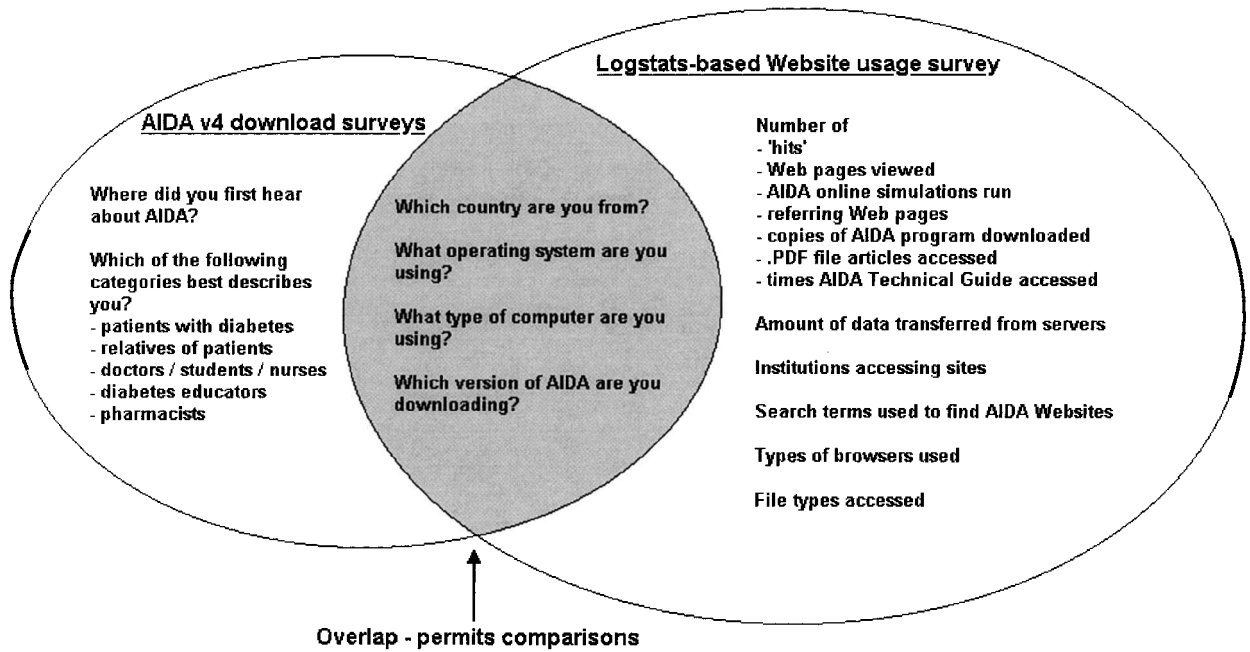 Logstats-based Website usage survey
AIDA v4 download surveys
Where did you first hear
about AIDA?
Which of the following
categories best describes
you?
- patients with diabetes
- relatives of patients
- doctors / students / nurses
- diabetes educators
- pharmacists
Which country are you from?
What operating system are you
using?
What type of computer are you
using?
Which version of AIDA are you
downloading?
Number of
- 'hits'
- Web pages viewed
- AIDA online simulations run
- referring Web pages
- copies of AIDA program downloaded
- .PDF file articles accessed
- times AIDA Technical Guide accessed
Amount of data transferred from servers
Institutions accessing sites
Search terms used to find AIDA Websites
Types of browsers used
File types accessed
Overlap - permits comparisons